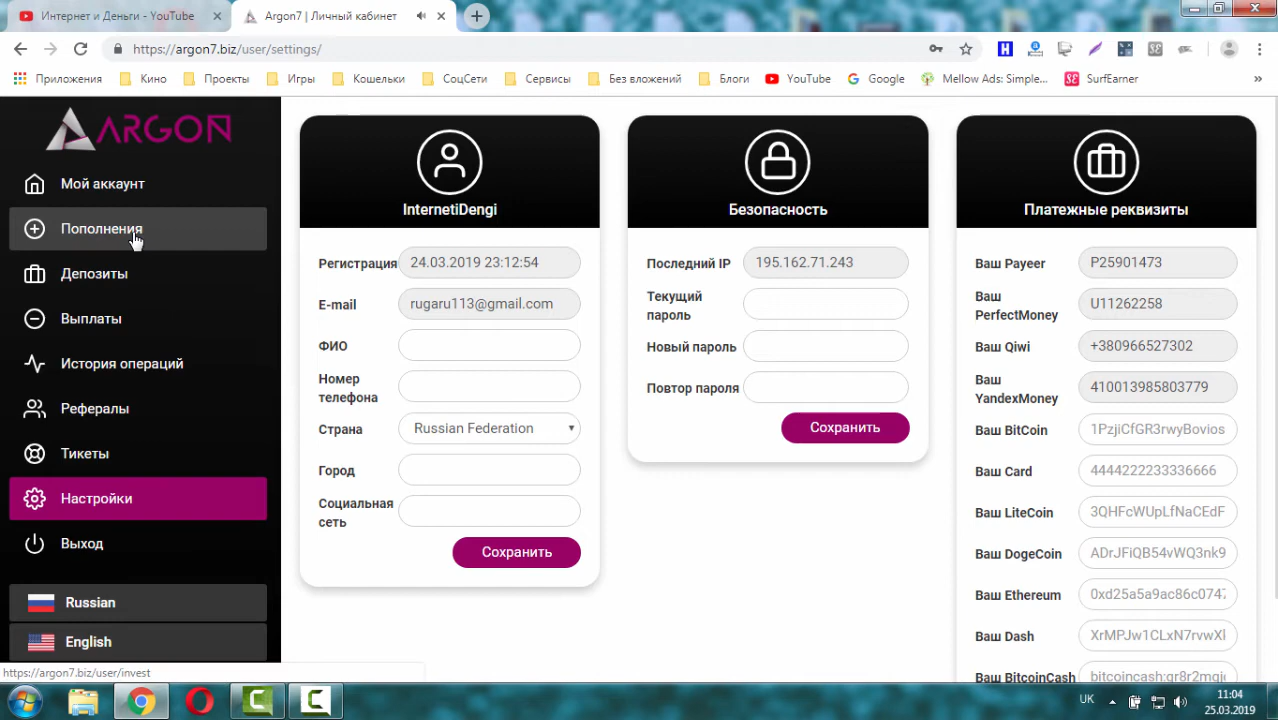 Интернет и Деньги - YouTube
Argon7 | Личный кабинет
https://argon7.biz/user/settings/
Приложения
Кино
Проекты
Игры
Кошельки
СоцСети
Сервисы
Без вложений
Блоги
YouTube
Google
Mellow Ads: Simple...
SurfEarner
»
ARGON
Мой аккаунт
Пополнения
Депозиты
Выплаты
История операций
Рефералы
Тикеты
Настройки
Выход
Russian
English
https://argon7.biz/user/invest
InternetiDengi
Регистрация 24.03.2019 23:12:54
E-mail rugaru113@gmail.com
ФИО
Номер
телефона
Страна Russian Federation
Город
Социальная
сеть
Сохранить
Безопасность
Последний IP 195.162.71.243
Текущий
пароль
Новый пароль
Повтор пароля
Сохранить
Платежные реквизиты
Ваш Payeer P25901473
Ваш
PerfectMoney U11262258
Ваш Qiwi +380966527302
Ваш
YandexMoney 410013985803779
Ваш BitCoin 1PzjiCfGR3rwyBovios
Ваш Card 4444222233336666
Ваш LiteCoin 3QHFcWUpLfNaCEdF
Ваш DogeCoin ADrJFiQB54vWQ3nk9
Ваш Ethereum 0xd25a5a9ac86c0747
Ваш Dash XrMPJw1CLxN7rvwXl
Ваш BitcoinCash bitcoincash:qr8r2mqj
UK
11:04
25.03.2019